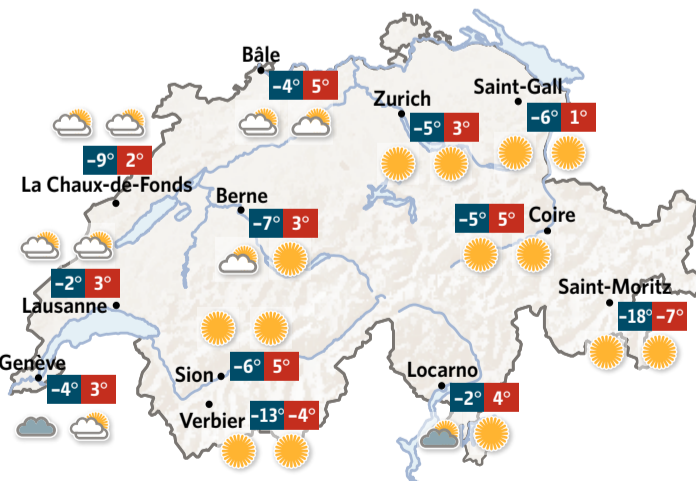 Bâle
-4° 5°
Zurich
-5° 3°
Saint-Gall
-6° 1°
-9° 2°
La Chaux-de-Fonds
Berne
-7° 3°
-5° 5° Coire
-2° 3°
Lausanne
Saint-Moritz
-18° -7°
Genève
-4° 3°
Sion -6° 5°
Verbier -13° -4°
Locarno
-2° 4°